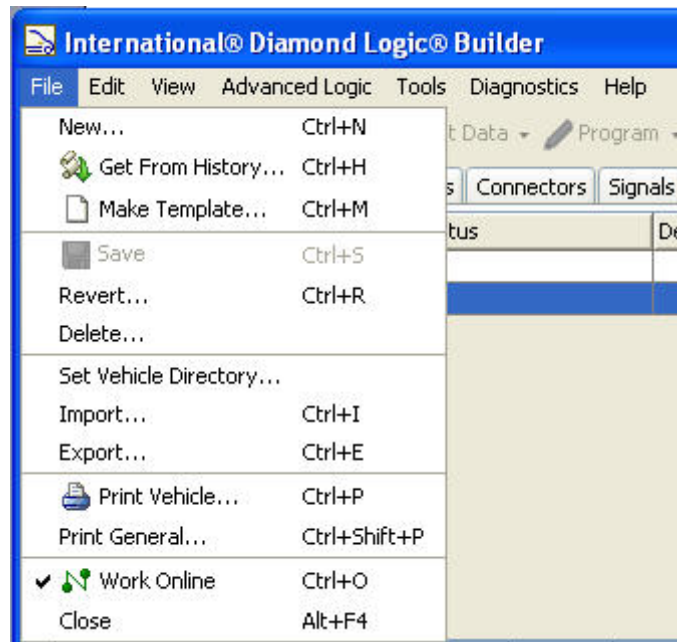 International® Diamond Logic® Builder
File Edit View Advanced Logic Tools Diagnostics Help
New... Ctrl+N
t Data Program
Get From History... Ctrl+H
s Connectors Signals
Make Template... Ctrl+M
tus De
Save Ctrl+S
Revert... Ctrl+R
Delete...
Set Vehicle Directory...
Import... Ctrl+I
Export... Ctrl+E
Print Vehicle... Ctrl+P
Print General... Ctrl+Shift+P
Work Online Ctrl+O
Close Alt+F4